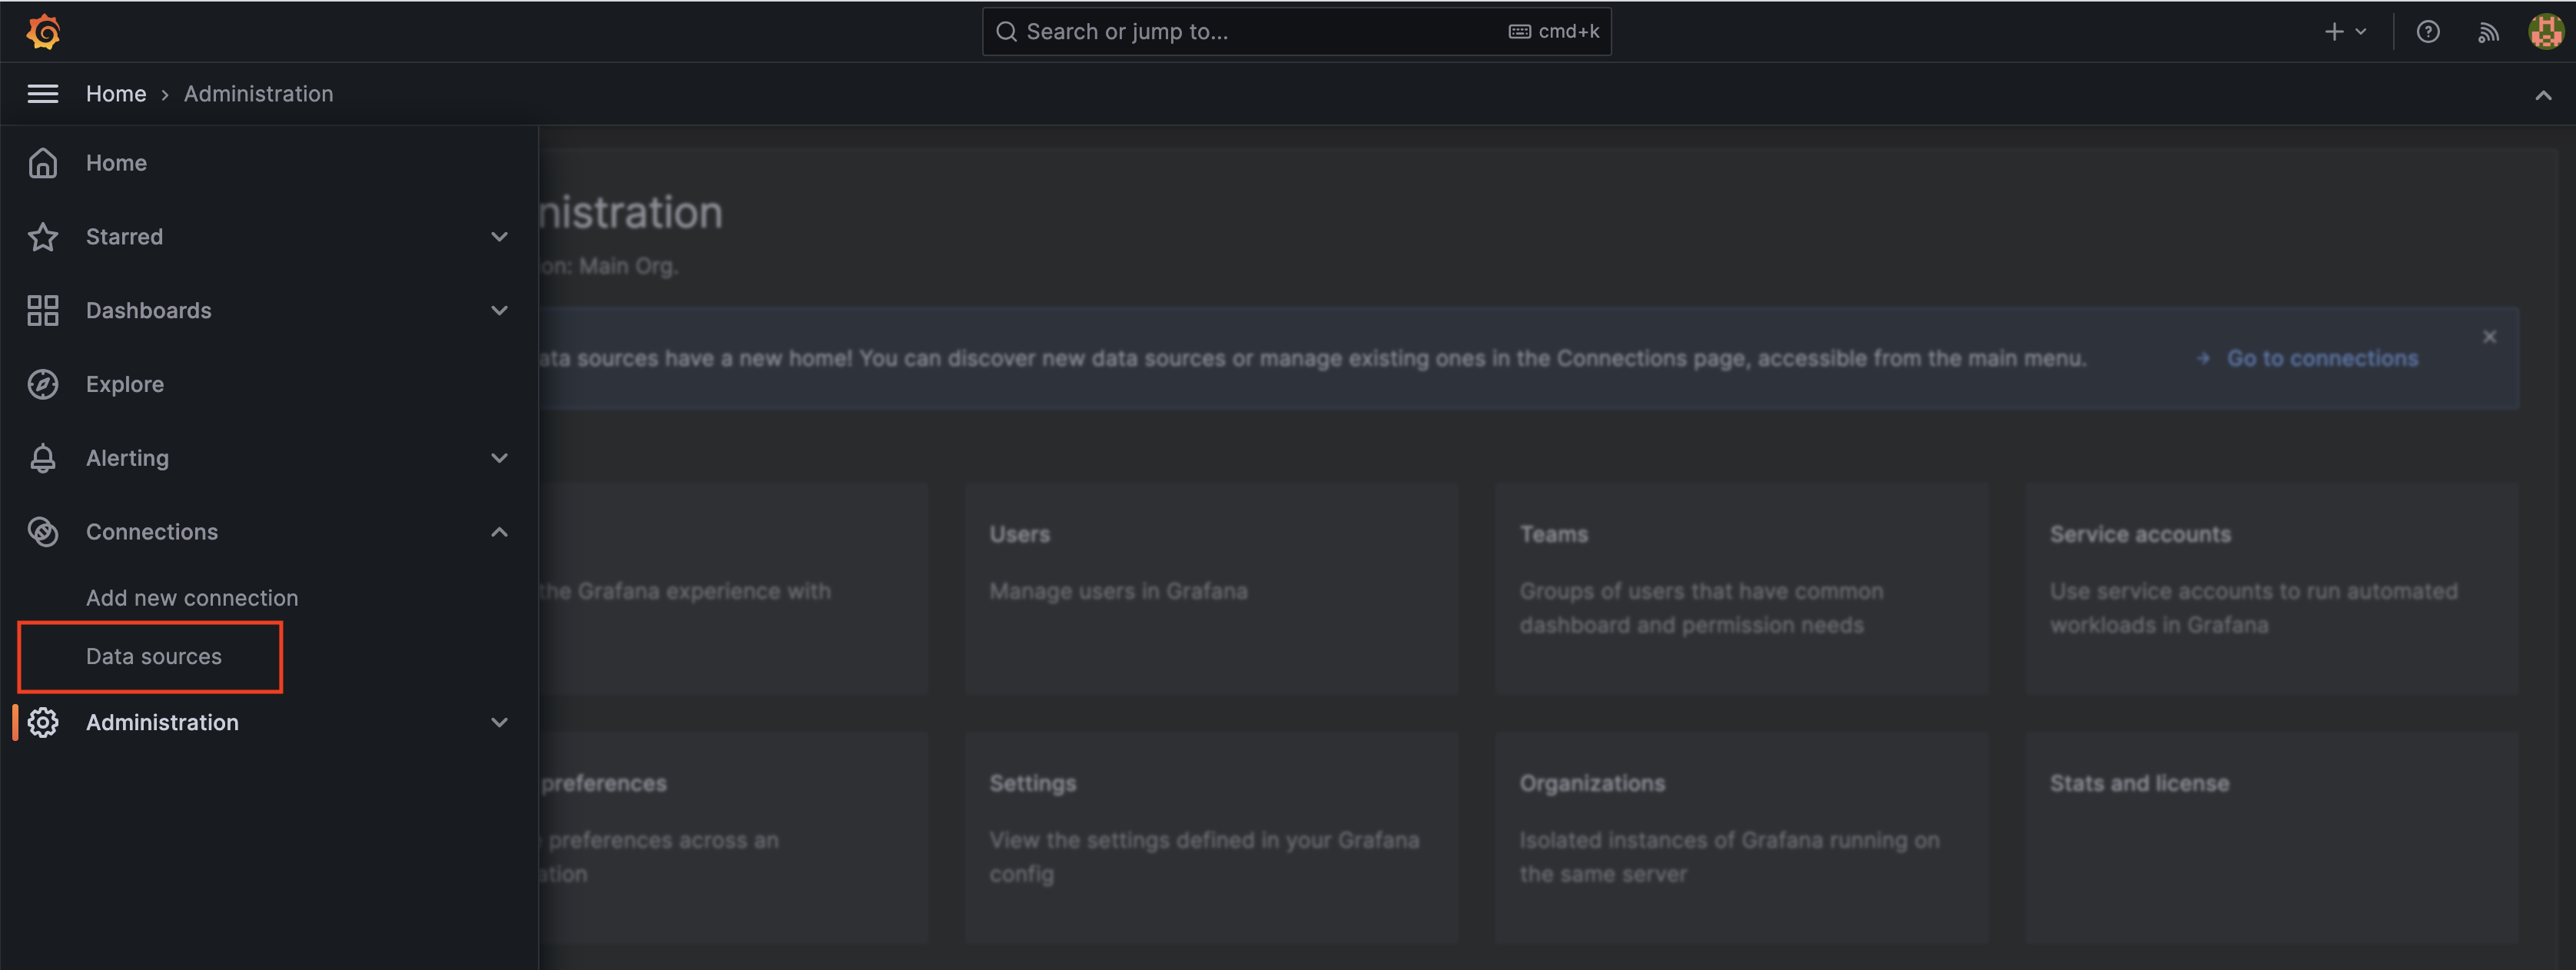 Search or jump to...
cmd+k
Home
Administration
Home
Starred
Dashboards
Explore
Alerting
Connections
Add new connection
Data sources
Administration
nistration
on: Main Org.
ata sources have a new home! You can discover new data sources or manage existing ones in the Connections page, accessible from the main menu.
Go to connections
the Grafana experience with
Users
Manage users in Grafana
Teams
Groups of users that have common
dashboard and permission needs
Service accounts
Use service accounts to run automated
workloads in Grafana
preferences
preferences across an
ation
Settings
View the settings defined in your Grafana
config
Organizations
Isolated instances of Grafana running on
the same server
Stats and license